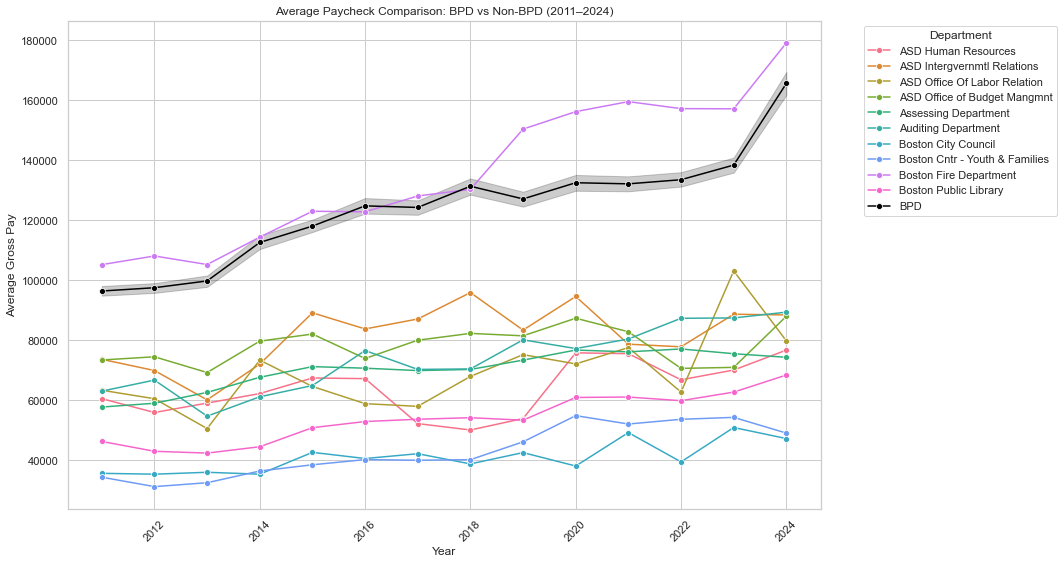 Average Paycheck Comparison: BPD vs Non-BPD (2011–2024)
Average Gross Pay
180000
160000
140000
120000
100000
80000
60000
40000
2012
2014
2016
2018
2020
2022
2024
Year
Department
ASD Human Resources
ASD Intergvernmtl Relations
ASD Office Of Labor Relation
ASD Office of Budget Mangmnt
Assessing Department
Auditing Department
Boston City Council
Boston Cntr - Youth & Families
Boston Fire Department
Boston Public Library
BPD